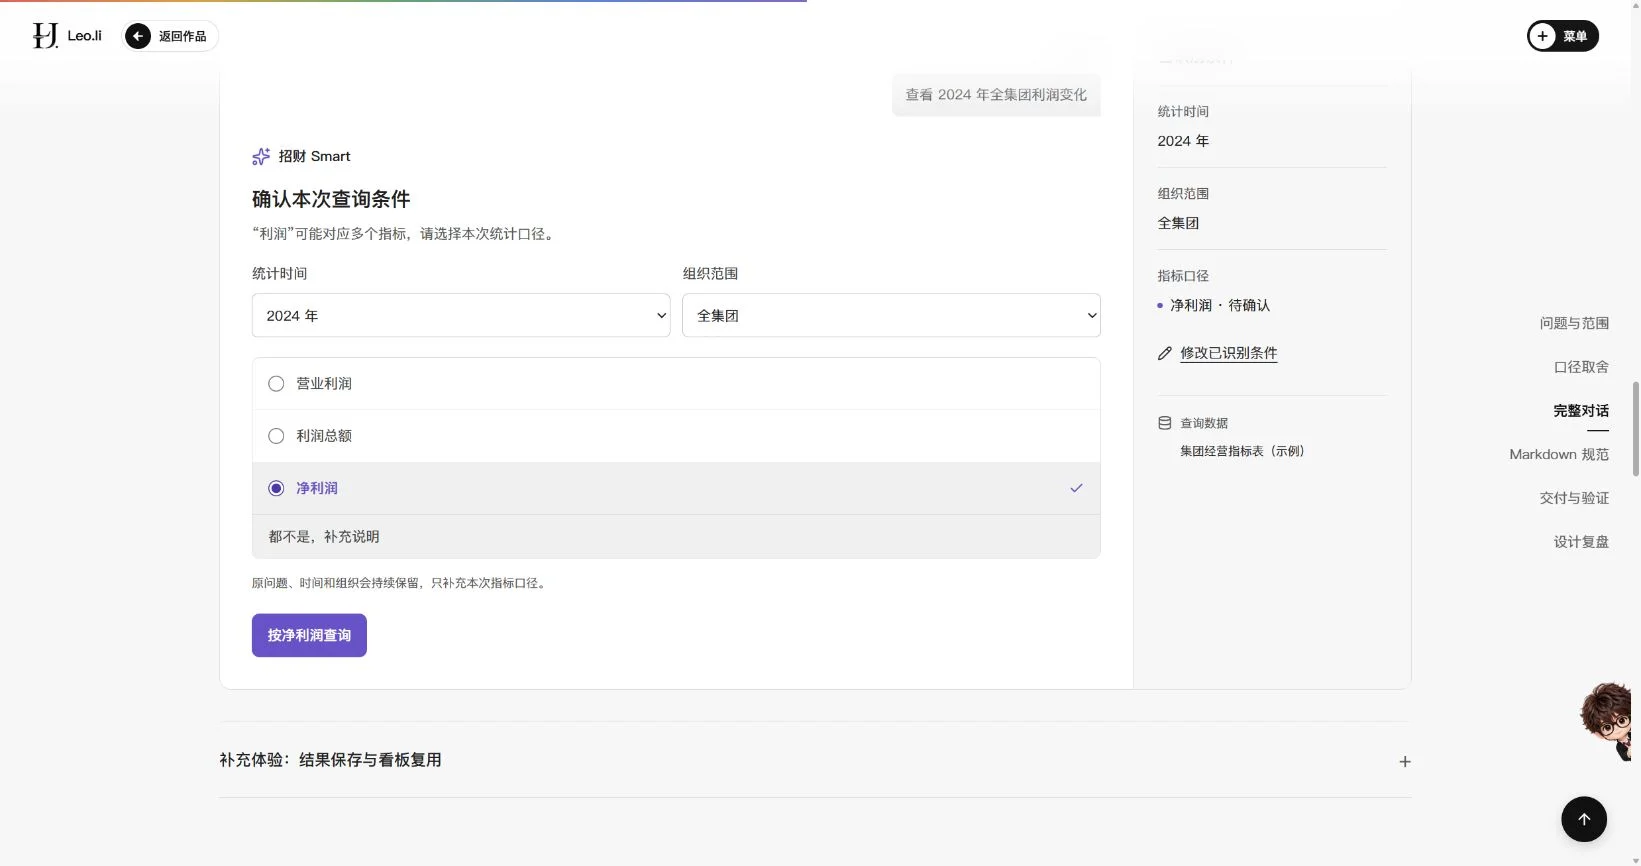 Leo.li
返回作品
菜单
查看 2024 年全集团利润变化
招财 Smart
确认本次查询条件
“利润”可能对应多个指标，请选择本次统计口径。
统计时间
组织范围
2024 年
全集团
营业利润
利润总额
净利润
都不是，补充说明
原问题、时间和组织会持续保留，只补充本次指标口径。
按净利润查询
统计时间
2024 年
组织范围
全集团
指标口径
净利润 · 待确认
修改已识别条件
查询数据
集团经营指标表（示例）
问题与范围
口径取舍
完整对话
Markdown 规范
交付与验证
设计复盘
补充体验：结果保存与看板复用